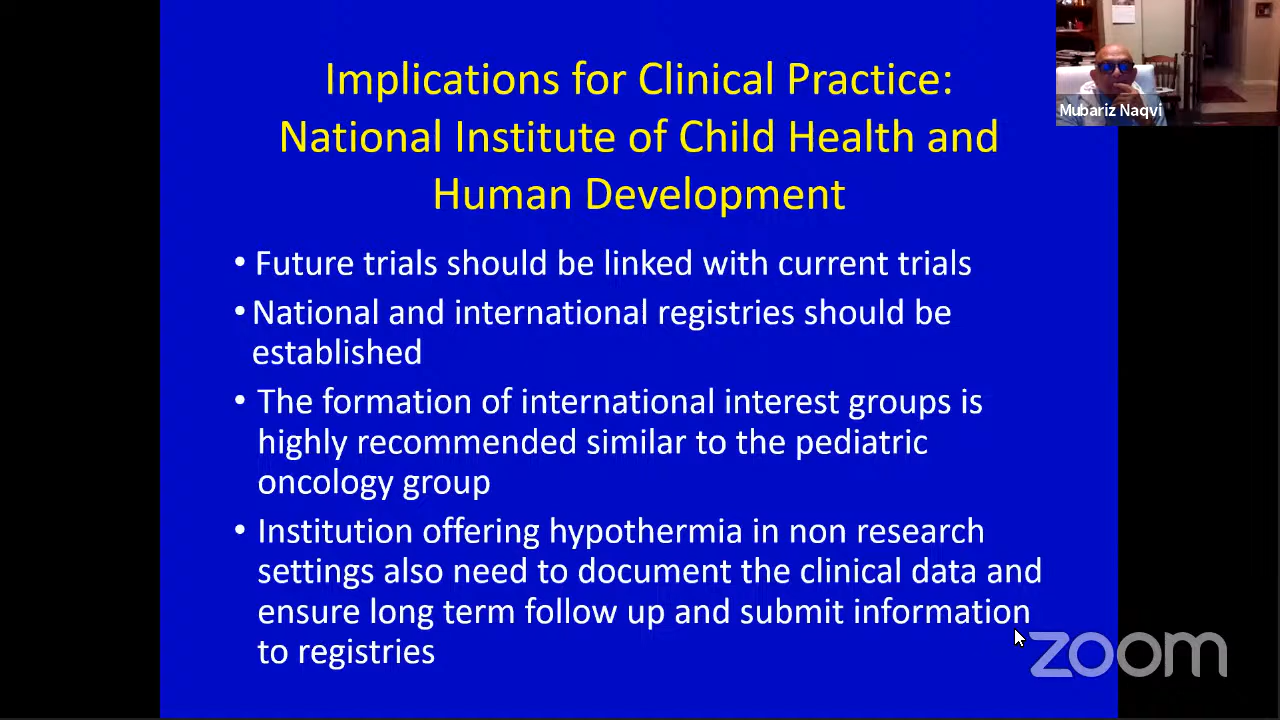 Implications for Clinical Practice:
National Institute of Child Health and
Human Development
• Future trials should be linked with current trials
• National and international registries should be
established
• The formation of international interest groups is
highly recommended similar to the pediatric
oncology group
• Institution offering hypothermia in non research
settings also need to document the clinical data and
ensure long term follow up and submit information
to registries
Mubariz Naqvi
zoom